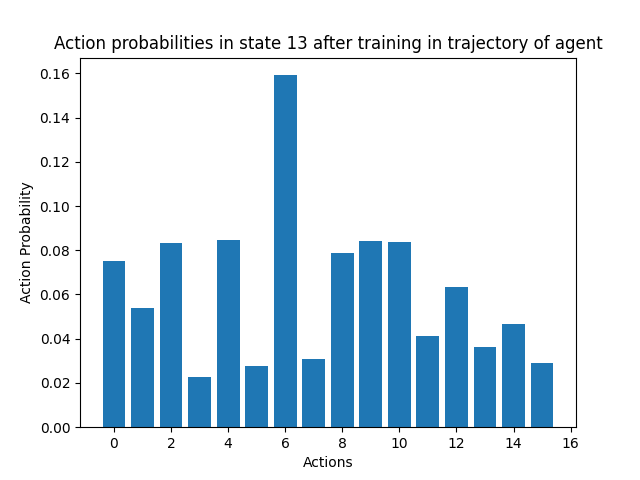 Action probabilities in state 13 after training in trajectory of agent
0.16
0.14
0.12
0.10
0.08
0.06
0.04
0.02
0.00
Action Probability
0 2 4 6 8 10 12 14 16
Actions